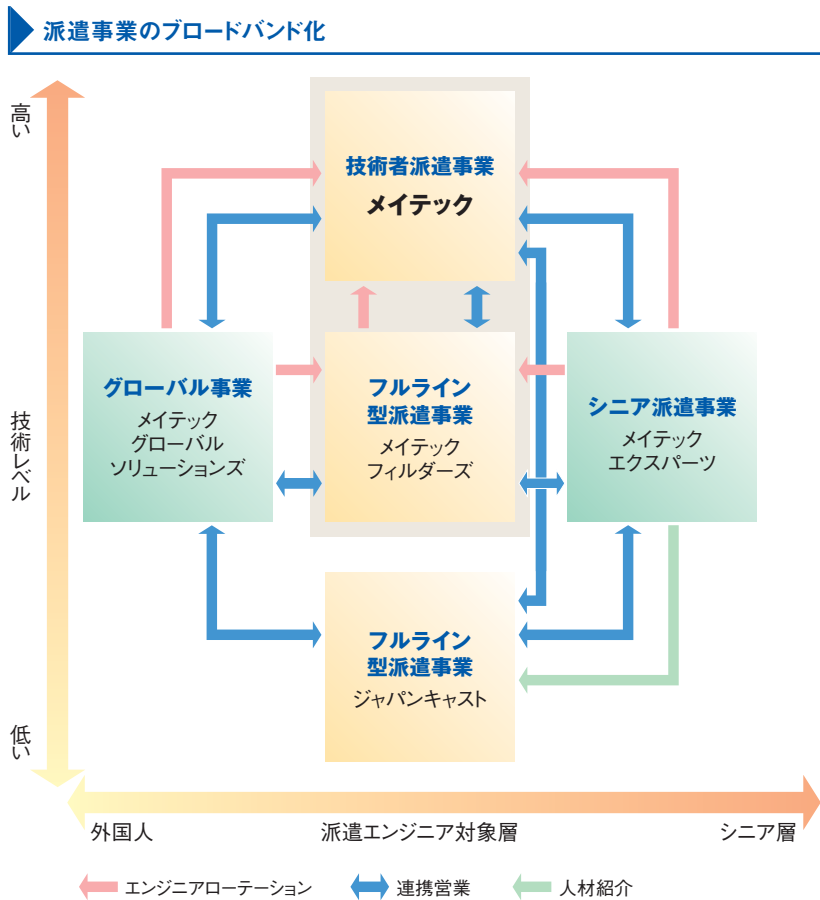 派遣事業のブロードバンド化
高い
技術レベル
低い
技術者派遣事業
メイテック
グローバル事業
メイテック
グローバル
ソリューションズ
フルライン
型派遣事業
メイテック
フィルダーズ
シニア派遣事業
メイテック
エクスパーツ
フルライン
型派遣事業
ジャパンキャスト
外国人
派遣エンジニア対象層
シニア層
エンジニアローテーション
連携営業
人材紹介